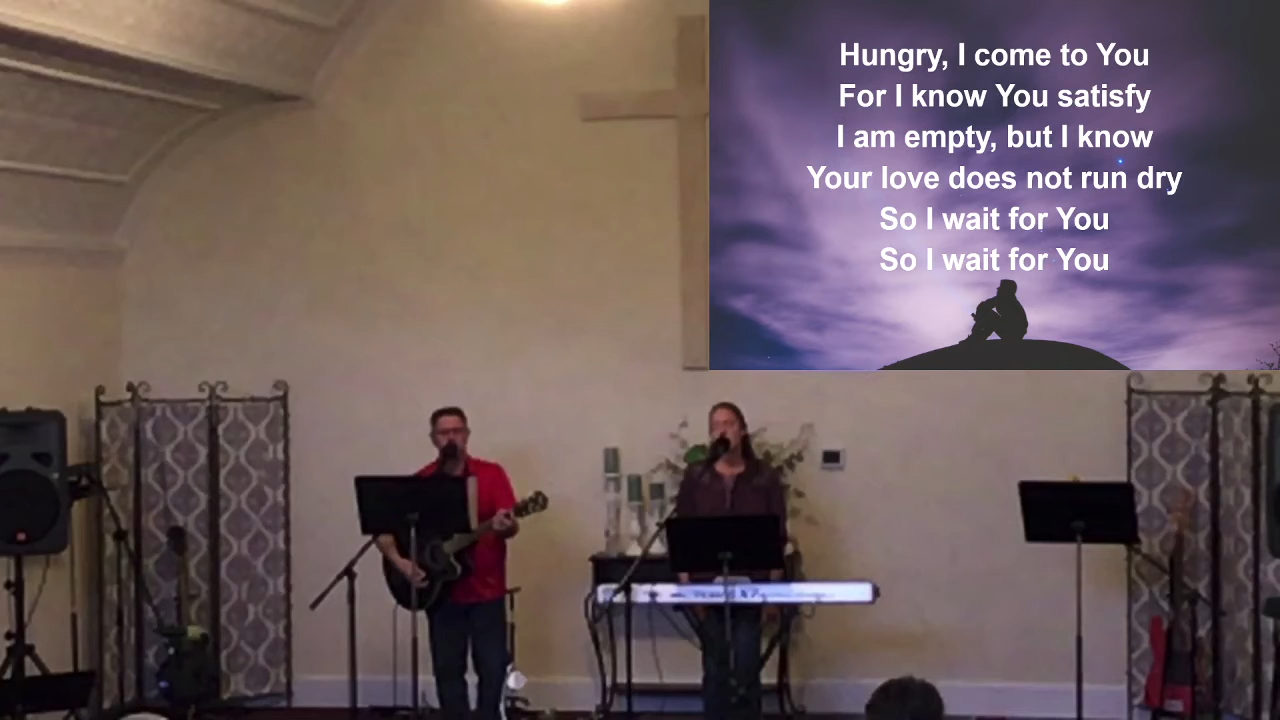 Hungry, I come to You
For I know You satisfy
I am empty, but I know
Your love does not run dry
So I wait for You
So I wait for You